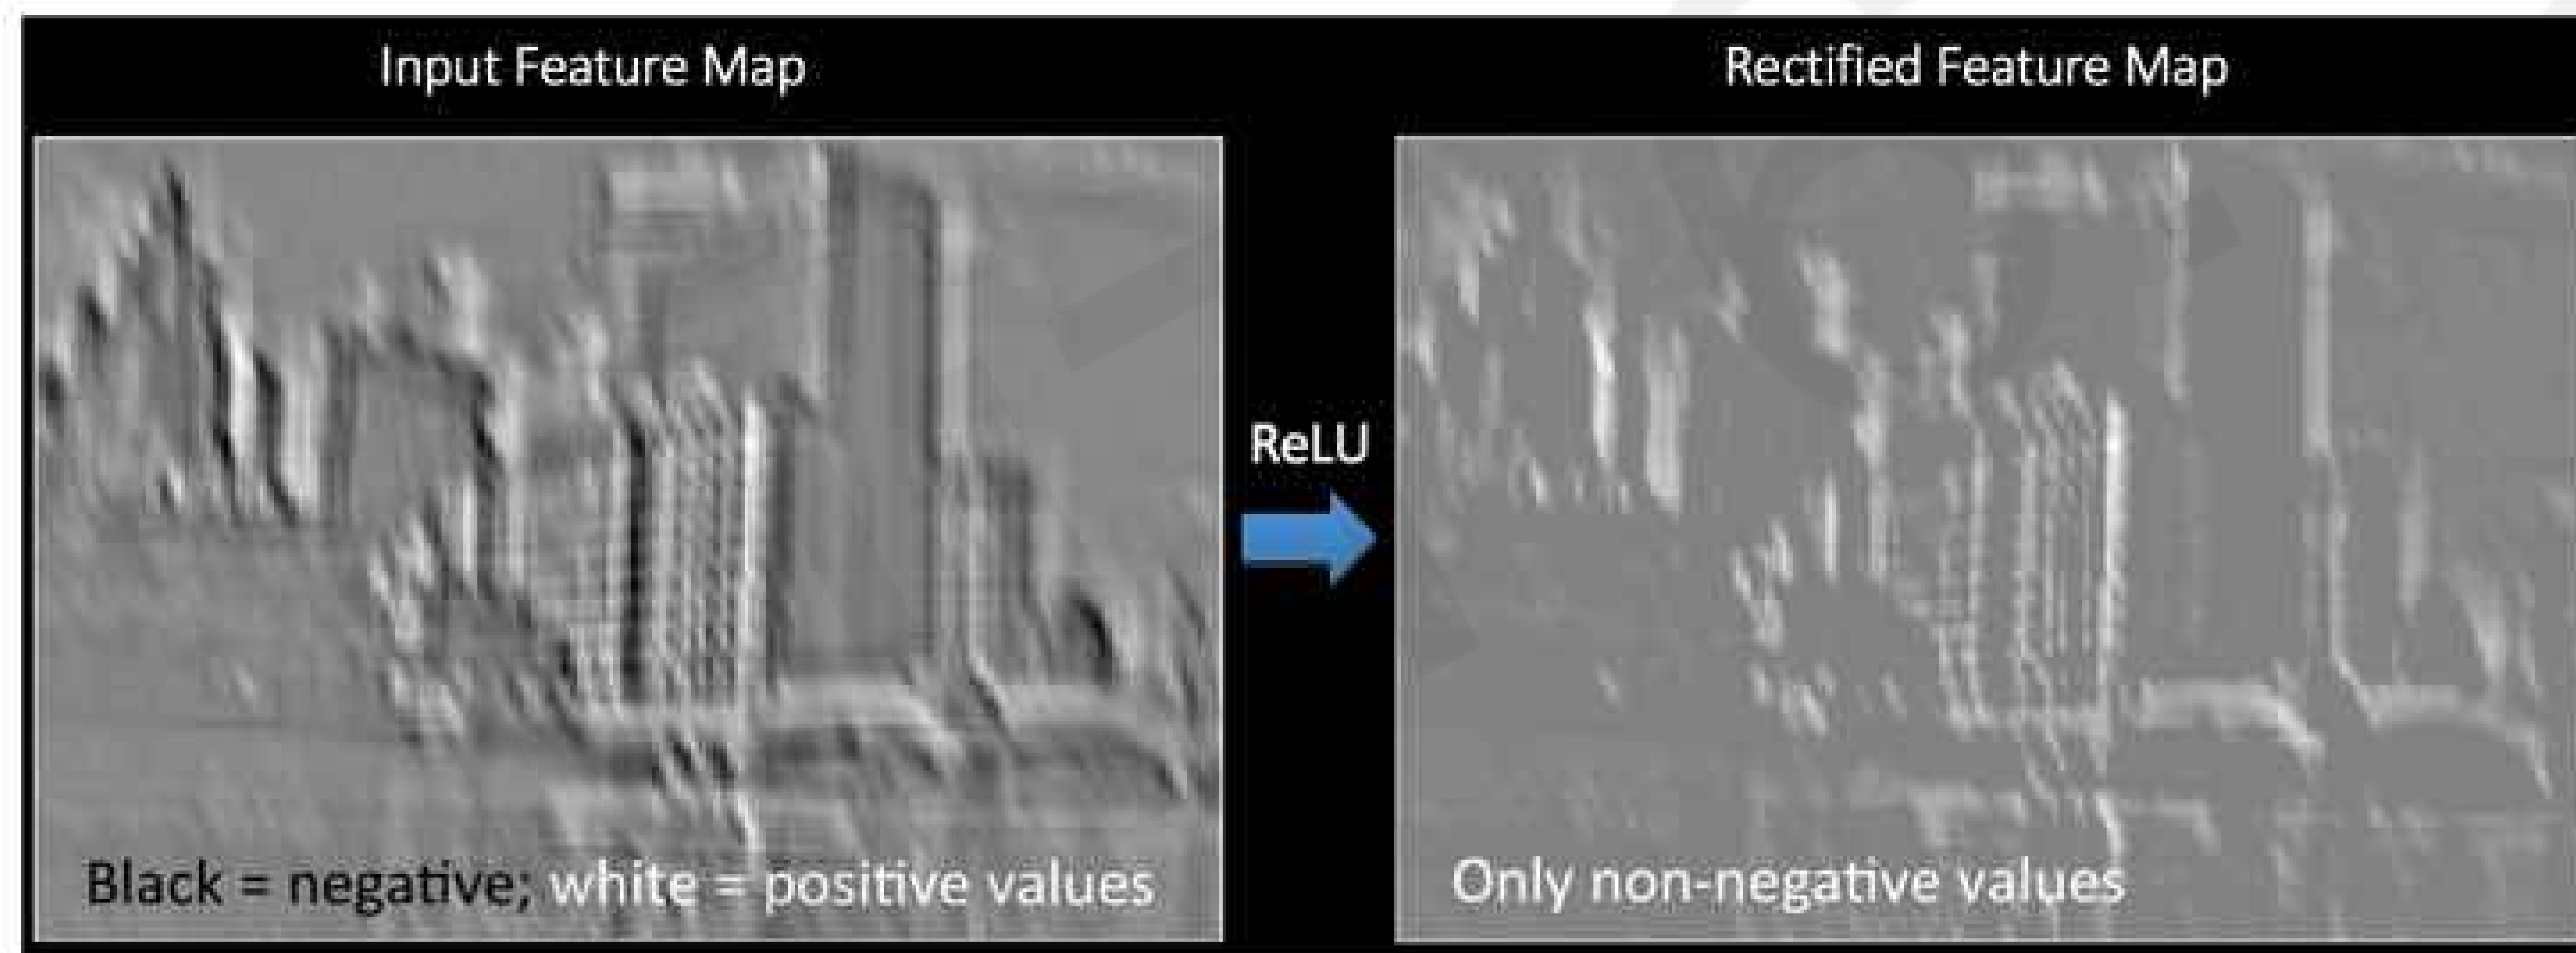 Input Feature Map
Rectified Feature Map
ReLU
Black = negative; white = positive values
Only non-negative values